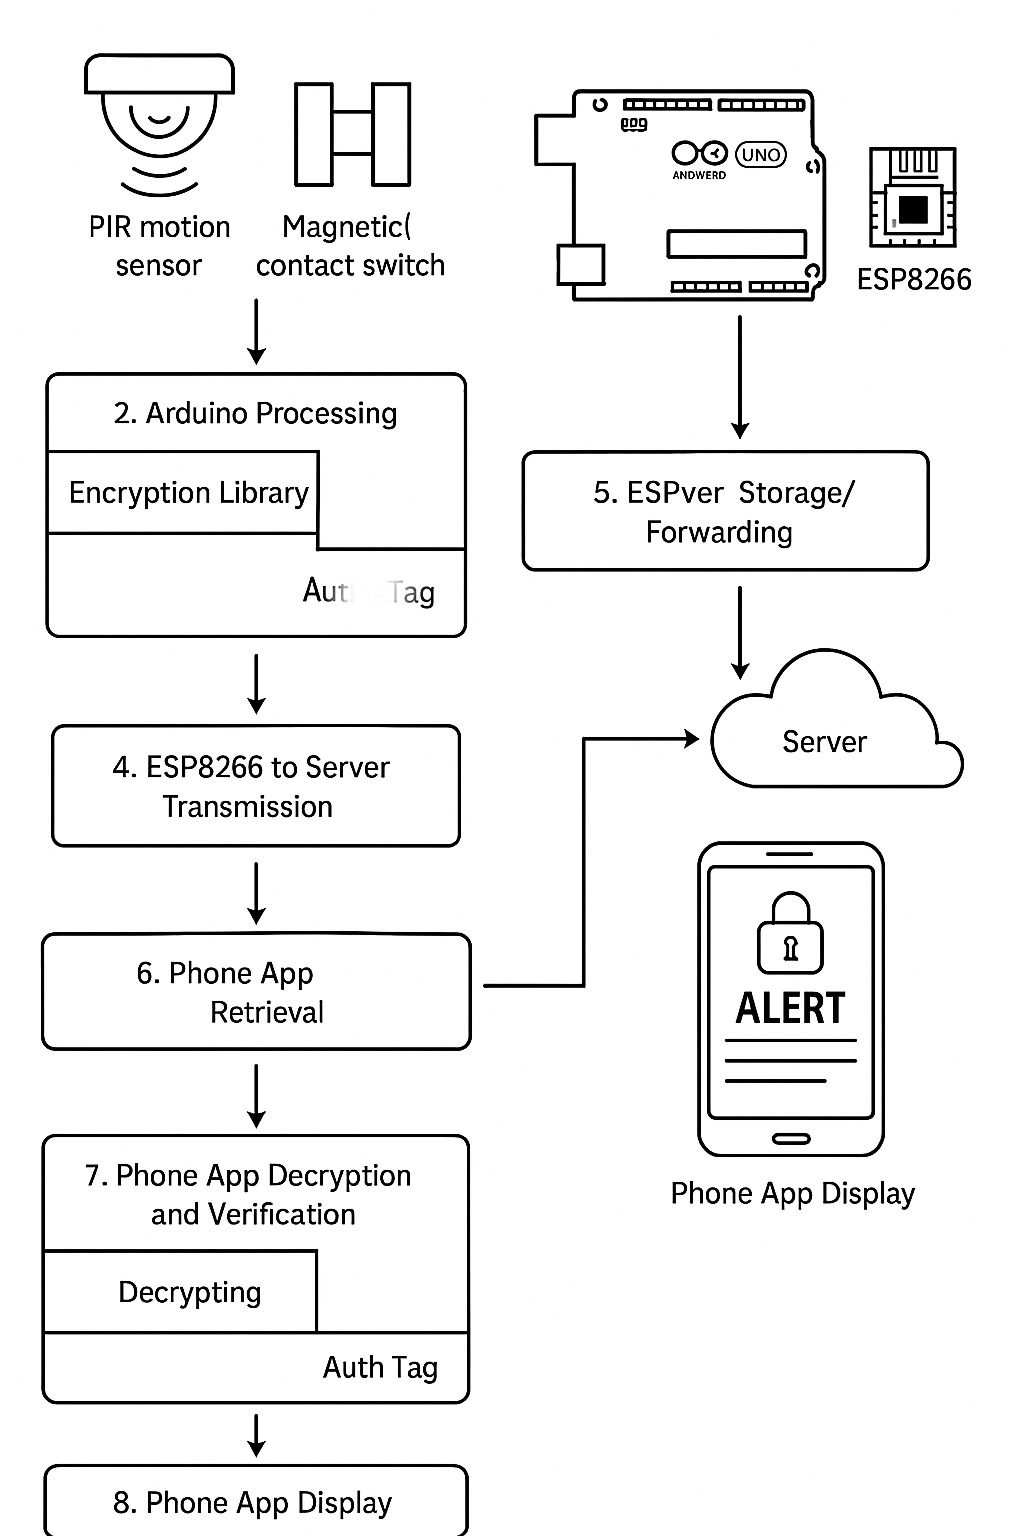 PIR motion
sensor
Magnetic(
contact switch
UNO
ANDWERD
ESP8266
2. Arduino Processing
Encryption Library
Tag
5. ESPver Storage/
Forwarding
4. ESP8266 to Server
Transmission
Server
6. Phone App
Retrieval
ALERT
Phone App Display
7. Phone App Decryption
and Verification
Decrypting
Auth Tag
8. Phone App Display